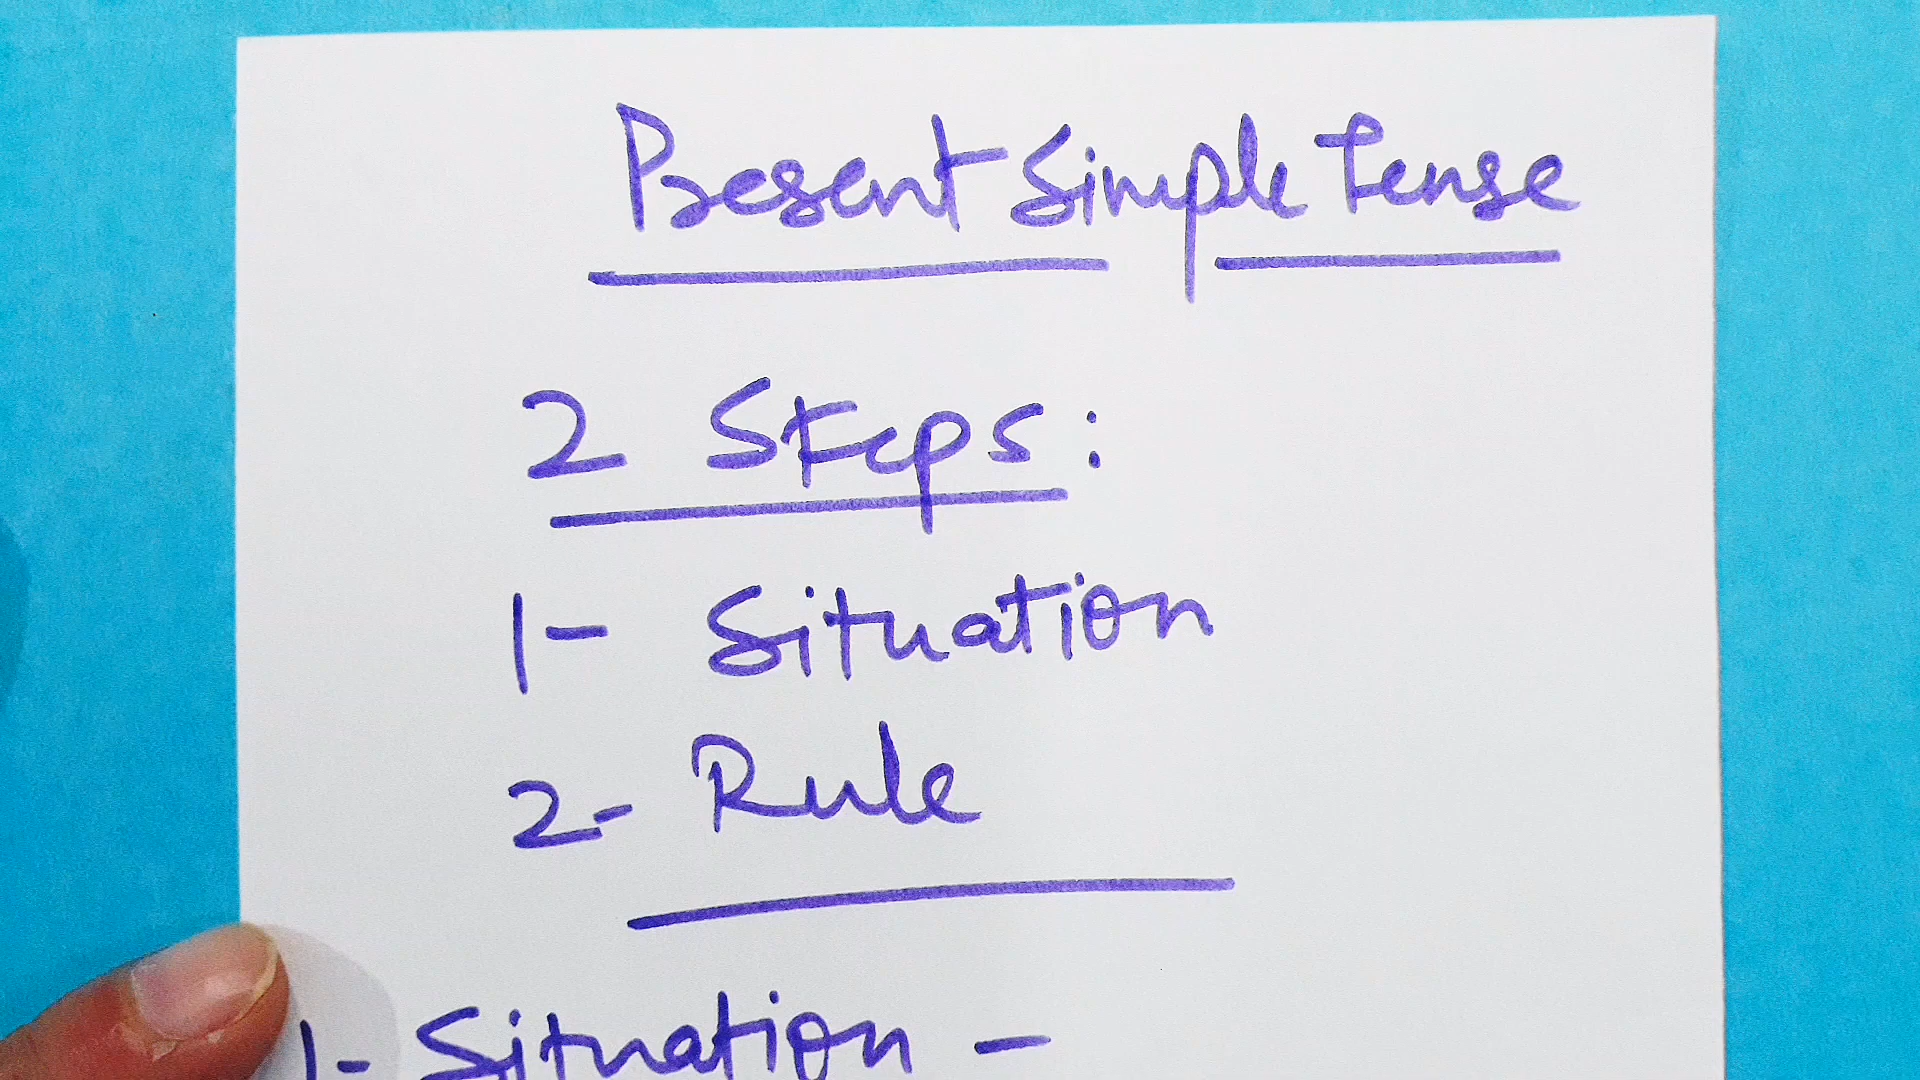 Present Simple Tense
2 Steps:
1- Situation
2- Rule
1- Situation -